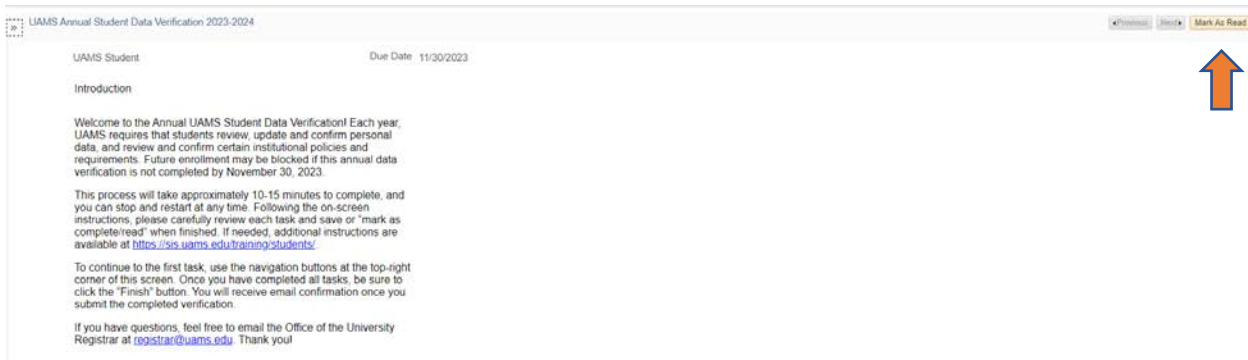 »
UAMS Annual Student Data Verification 2023-2024
Previous Next Mark As Read
UAMS Student Due Date 11/30/2023
Introduction
Welcome to the Annual UAMS Student Data Verification! Each year,
UAMS requires that students review, update and confirm personal
data, and review and confirm certain institutional policies and
requirements. Future enrollment may be blocked if this annual data
verification is not completed by November 30, 2023.
This process will take approximately 10-15 minutes to complete, and
you can stop and restart at any time. Following the on-screen
instructions, please carefully review each task and save or "mark as
complete/read" when finished. If needed, additional instructions are
available at https://sis.uams.edu/training/students/.
To continue to the first task, use the navigation buttons at the top-right
corner of this screen. Once you have completed all tasks, be sure to
click the "Finish" button. You will receive email confirmation once you
submit the completed verification.
If you have questions, feel free to email the Office of the University
Registrar at registrar@uams.edu. Thank you!